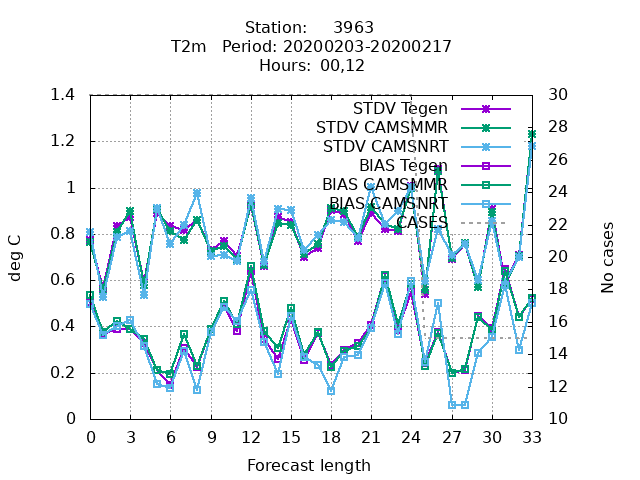 Station: 3963
T2m Period: 20200203-20200217
Hours: 00,12
1.4
1.2
1
0.8
0.6
0.4
0.2
0
30
28
26
24
22
20
18
16
14
12
10
STDV Tegen
STDV CAMSMMR
STDV CAMSNRT
BIAS Tegen
BIAS CAMSMMR
BIAS CAMSNRT
CASES
deg C
No cases
0 3 6 9 12 15 18 21 24 27 30 33
Forecast length